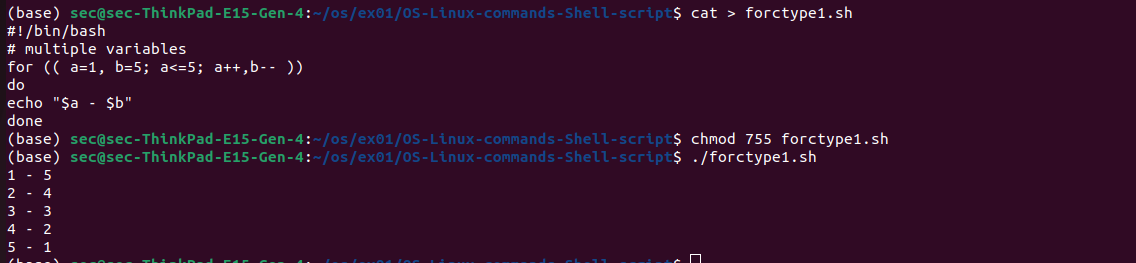 (base) sec@sec-ThinkPad-E15-Gen-4:~/os/ex01/OS-Linux-commands-Shell-script$ cat > forctype1.sh
#!/bin/bash
# multiple variables
for (( a=1, b=5; a<=5; a++,b-- ))
do
echo "$a - $b"
done
(base) sec@sec-ThinkPad-E15-Gen-4:~/os/ex01/OS-Linux-commands-Shell-script$ chmod 755 forctype1.sh
(base) sec@sec-ThinkPad-E15-Gen-4:~/os/ex01/OS-Linux-commands-Shell-script$ ./forctype1.sh
1 - 5
2 - 4
3 - 3
4 - 2
5 - 1
(base) sec@sec-ThinkPad-E15-Gen-4:~/os/ex01/OS-Linux-commands-Shell-script$